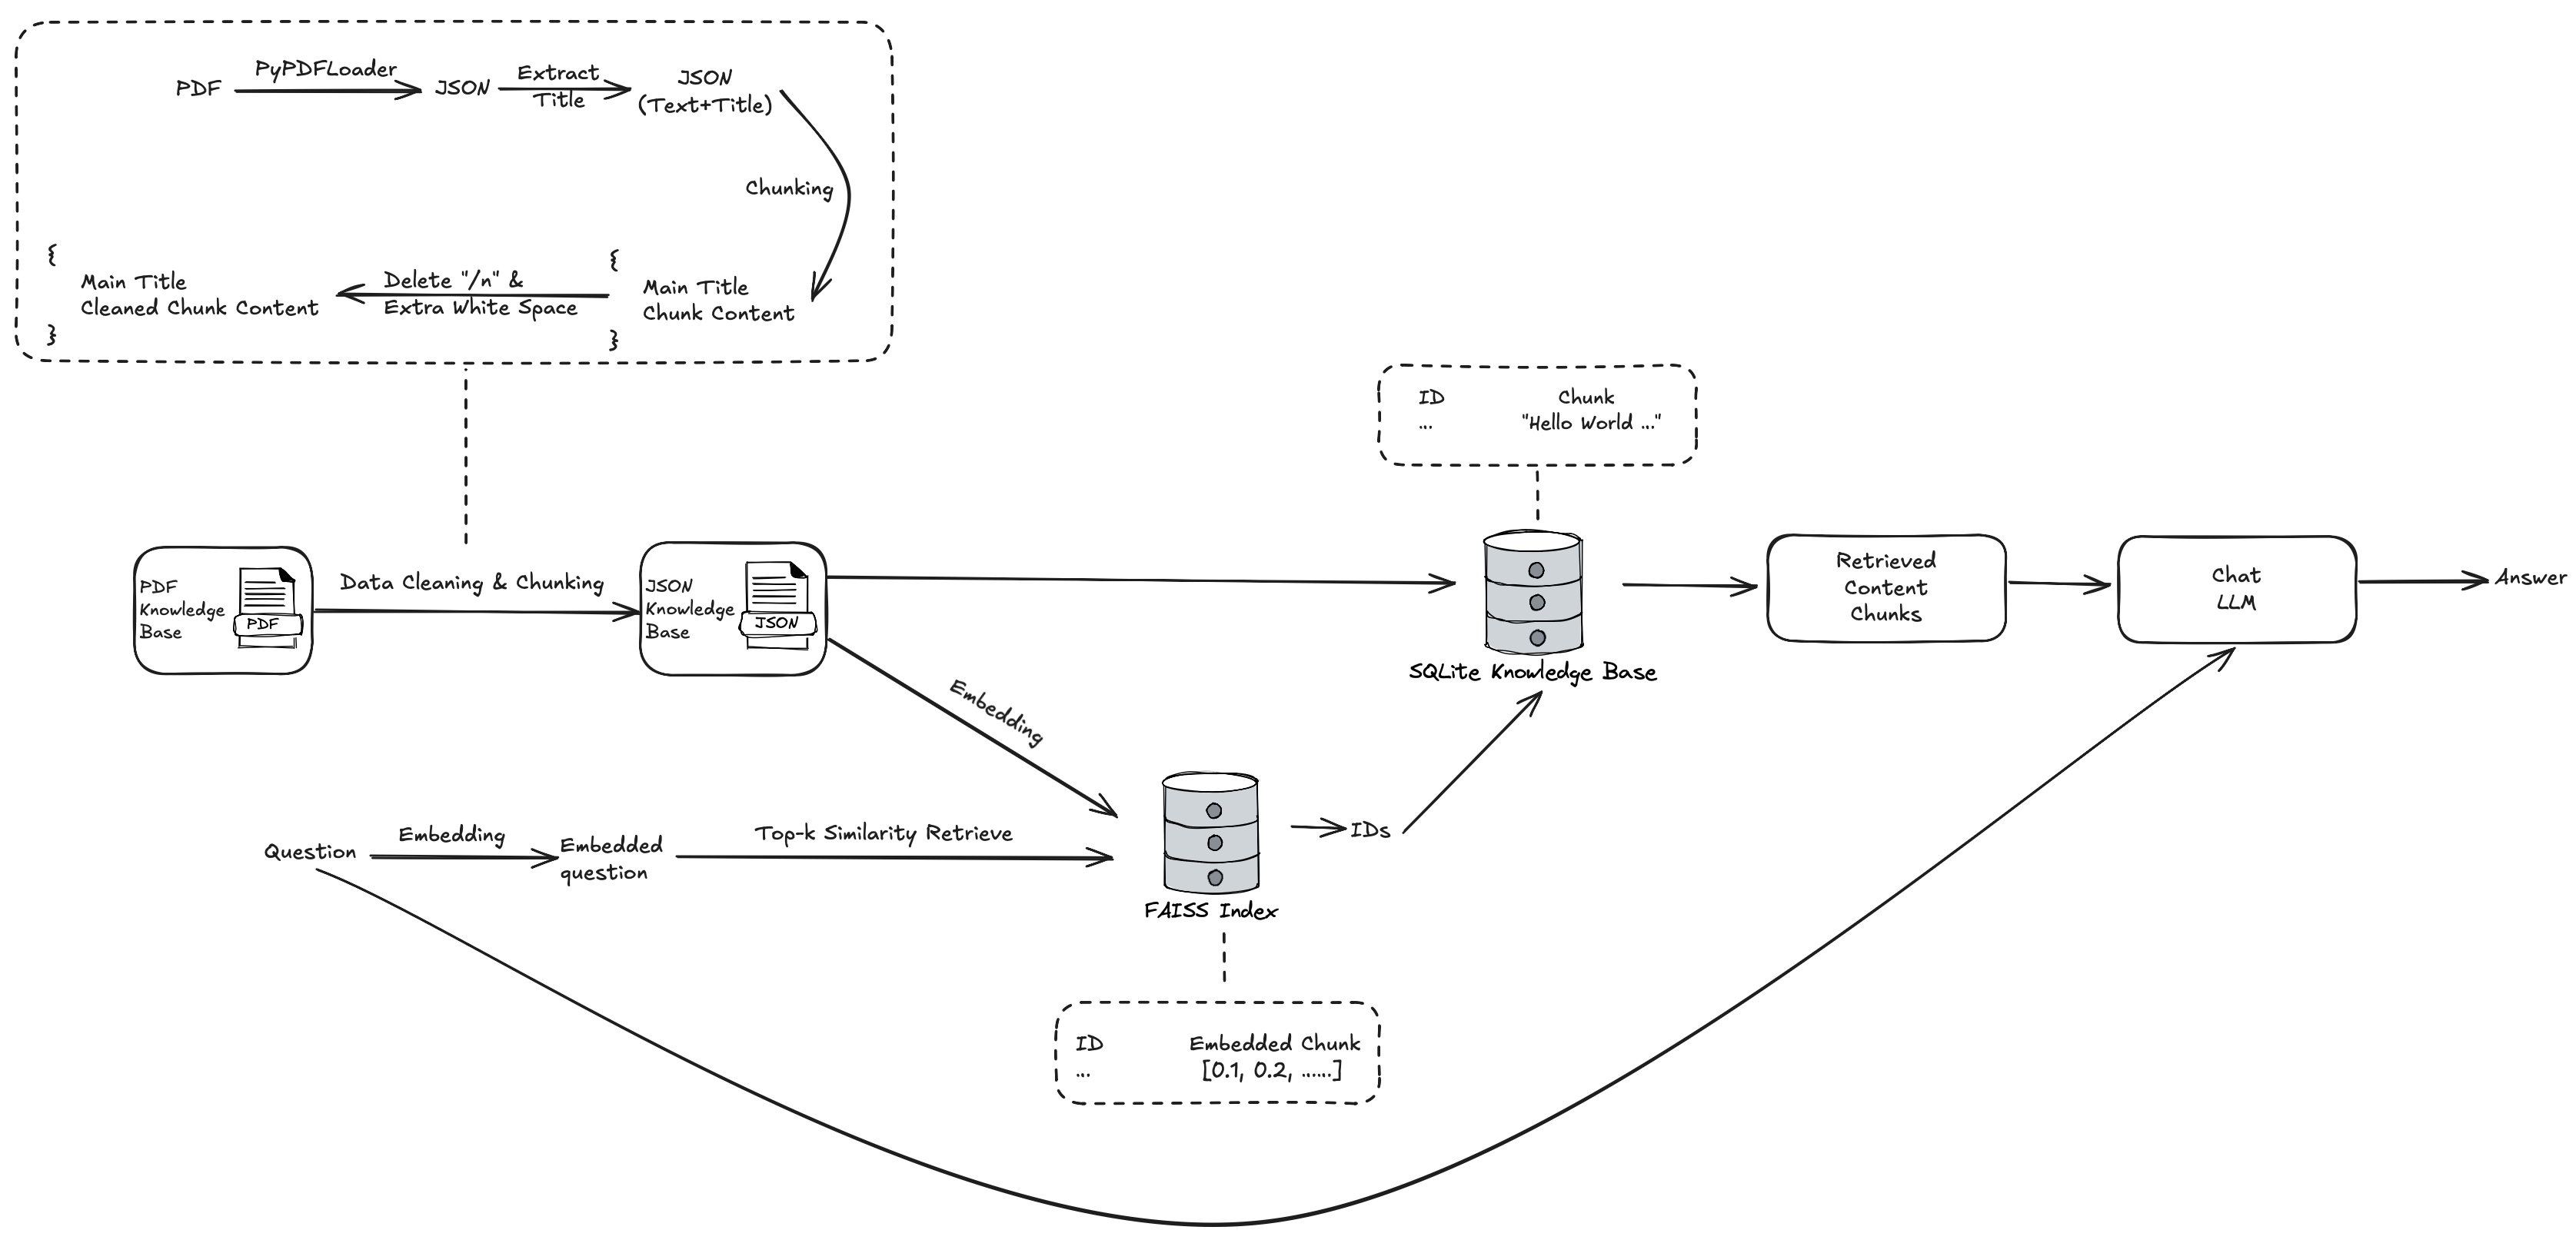 PyPDFLoader
PDF
JSON
Extract
Title
JSON
(Text+Title)
Chunking
{
Main Title
Cleaned Chunk Content
}
Delete "/n" &
Extra White Space
{
Main Title
Chunk Content
}
ID Chunk
... "Hello World ..."
PDF
Knowledge
Base
PDF
Data Cleaning & Chunking
JSON
Knowledge
Base
JSON
SQLite Knowledge Base
Retrieved
Content
Chunks
Chat
LLM
Answer
Embedding
Question
Embedding
Embedded
question
Top-k Similarity Retrieve
FAISS Index
IDs
ID Embedded Chunk
... [0.1, 0.2, ......]